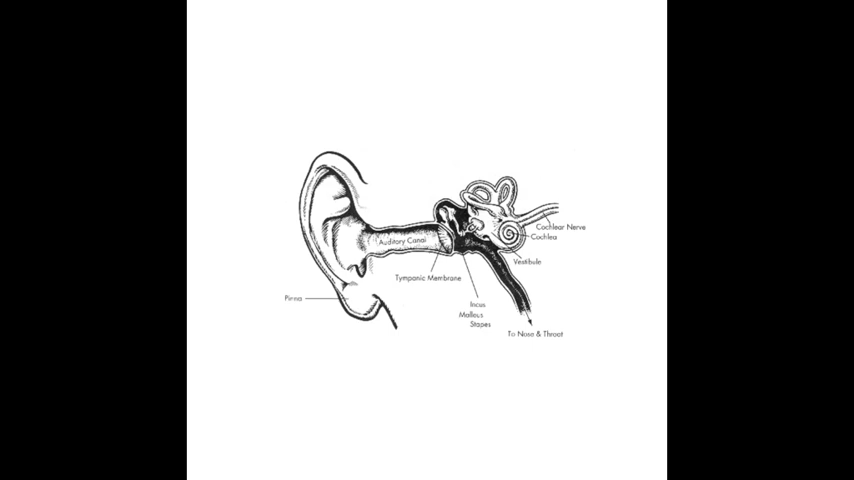 Cochlear Nerve
Auditory Canal
Cochlea
Vestibule
Tympanic Membrane
Pinna
Incus
Malleus
Stapes
To Nose & Throat